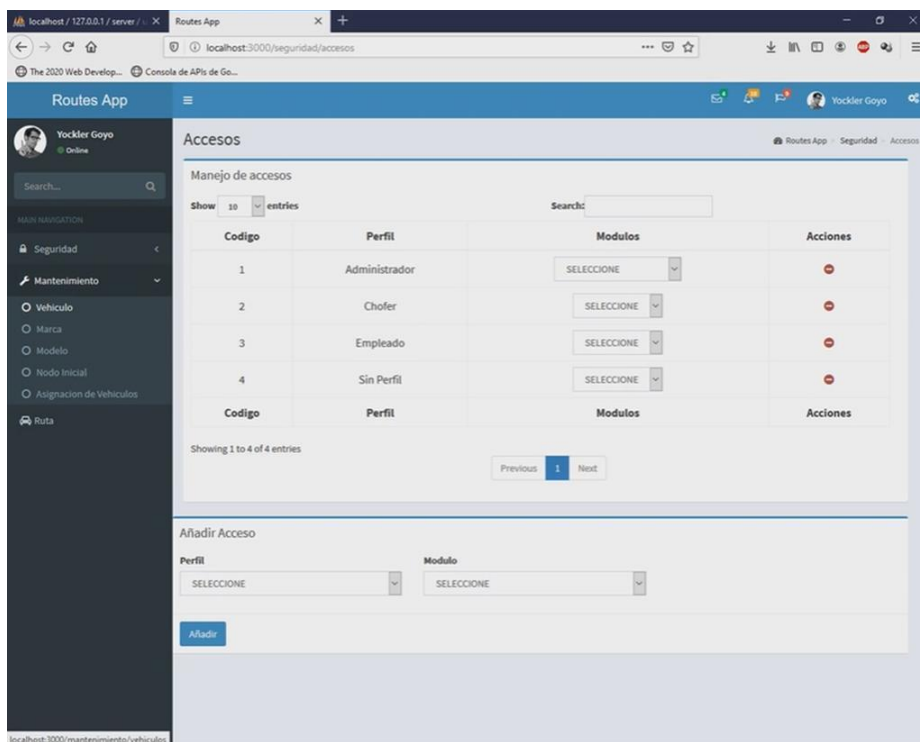 localhost / 127.0.0.1 / server / u
Routes App
localhost:3000/seguridad/accesos
The 2020 Web Develop...
Consola de APIs de Go...
Routes App
Yockler Goyo
Yockler Goyo
Online
Accesos
Routes App
Seguridad
Accesos
Search...
MAIN NAVIGATION
Seguridad
Mantenimiento
Vehiculo
Marca
Modelo
Nodo Inicial
Asignacion de Vehiculos
Ruta
Manejo de accesos
Show 10 entries
Search:
Codigo Perfil Modulos Acciones
1 Administrador SELECCIONE
2 Chofer SELECCIONE
3 Empleado SELECCIONE
4 Sin Perfil SELECCIONE
Codigo Perfil Modulos Acciones
Showing 1 to 4 of 4 entries
Previous 1 Next
Añadir Acceso
Perfil Modulo
SELECCIONE SELECCIONE
Añadir
localhost:3000/mantenimiento/vehiculos